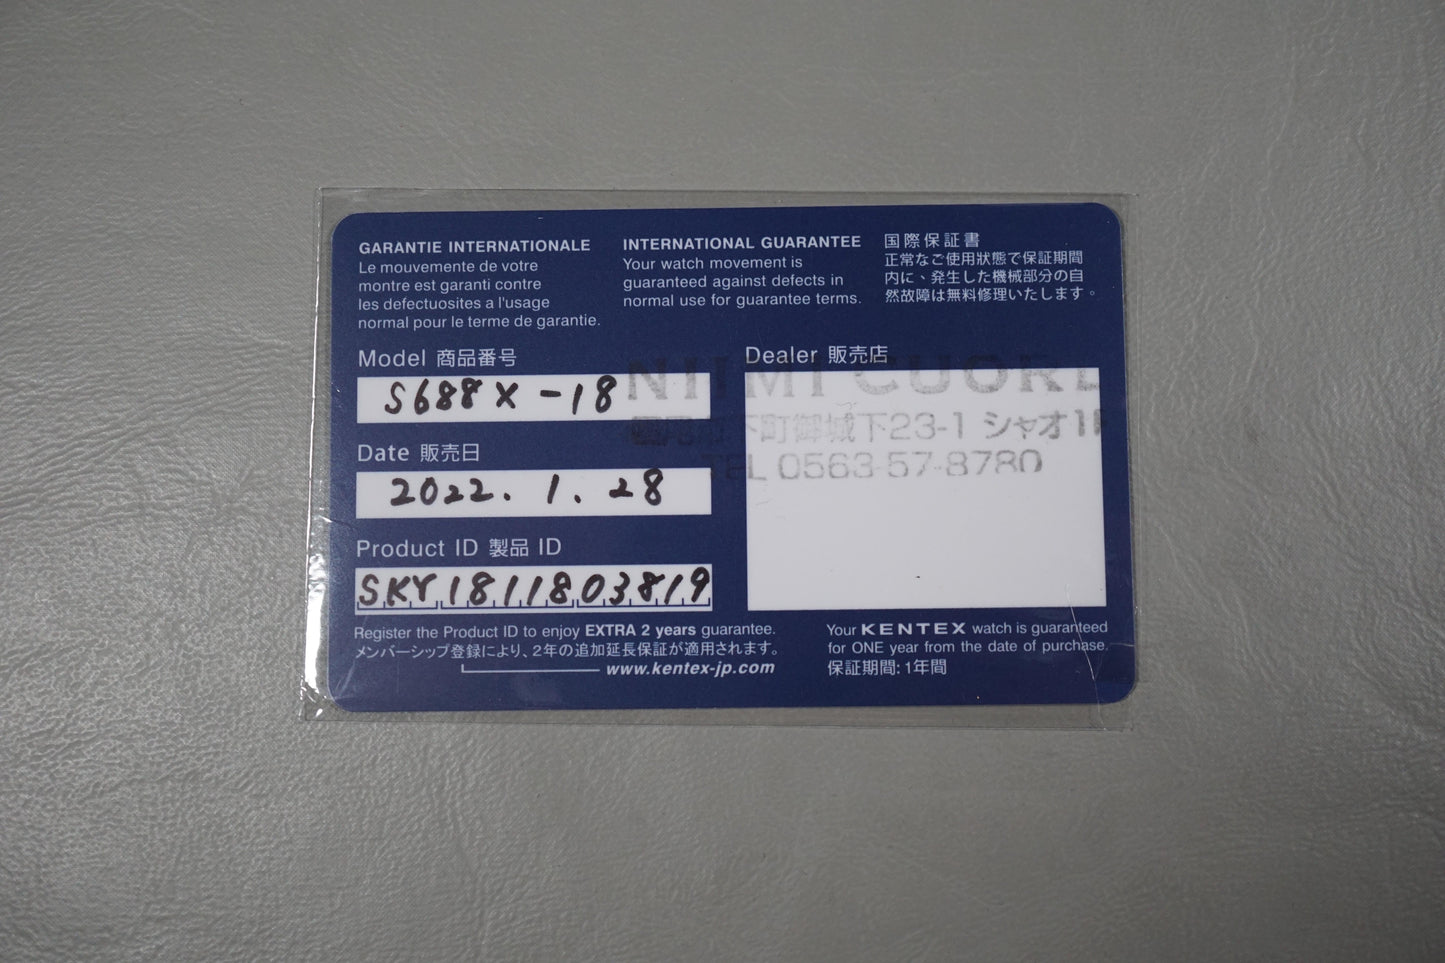 GARANTIE INTERNATIONALE
Le mouvemente de votre
montre est garanti contre
les defectuosites a l'usage
normal pour le terme de garantie.
INTERNATIONAL GUARANTEE
Your watch movement is
guaranteed against defects in
normal use for guarantee terms.
国際保証書
正常なご使用狀態で保証期間
内に、発生した機械部分の自
然故障は無料修理いたします。
Model 商品番号
S688X-18
Date 販売日
2022.1.28
Product ID 製品 ID
SKY1811803819
Dealer 販売店
NIIMI CUORE
下町御城下23-1 シャオ1F
TEL 0563-57-8780
Register the Product ID to enjoy EXTRA 2 years guarantee.
メンバーシップ登録により、2年の追加延長保証が適用されます。
www.kentex-jp.com
Your KENTEX watch is guaranteed
for ONE year from the date of purchase.
保証期間: 1年間